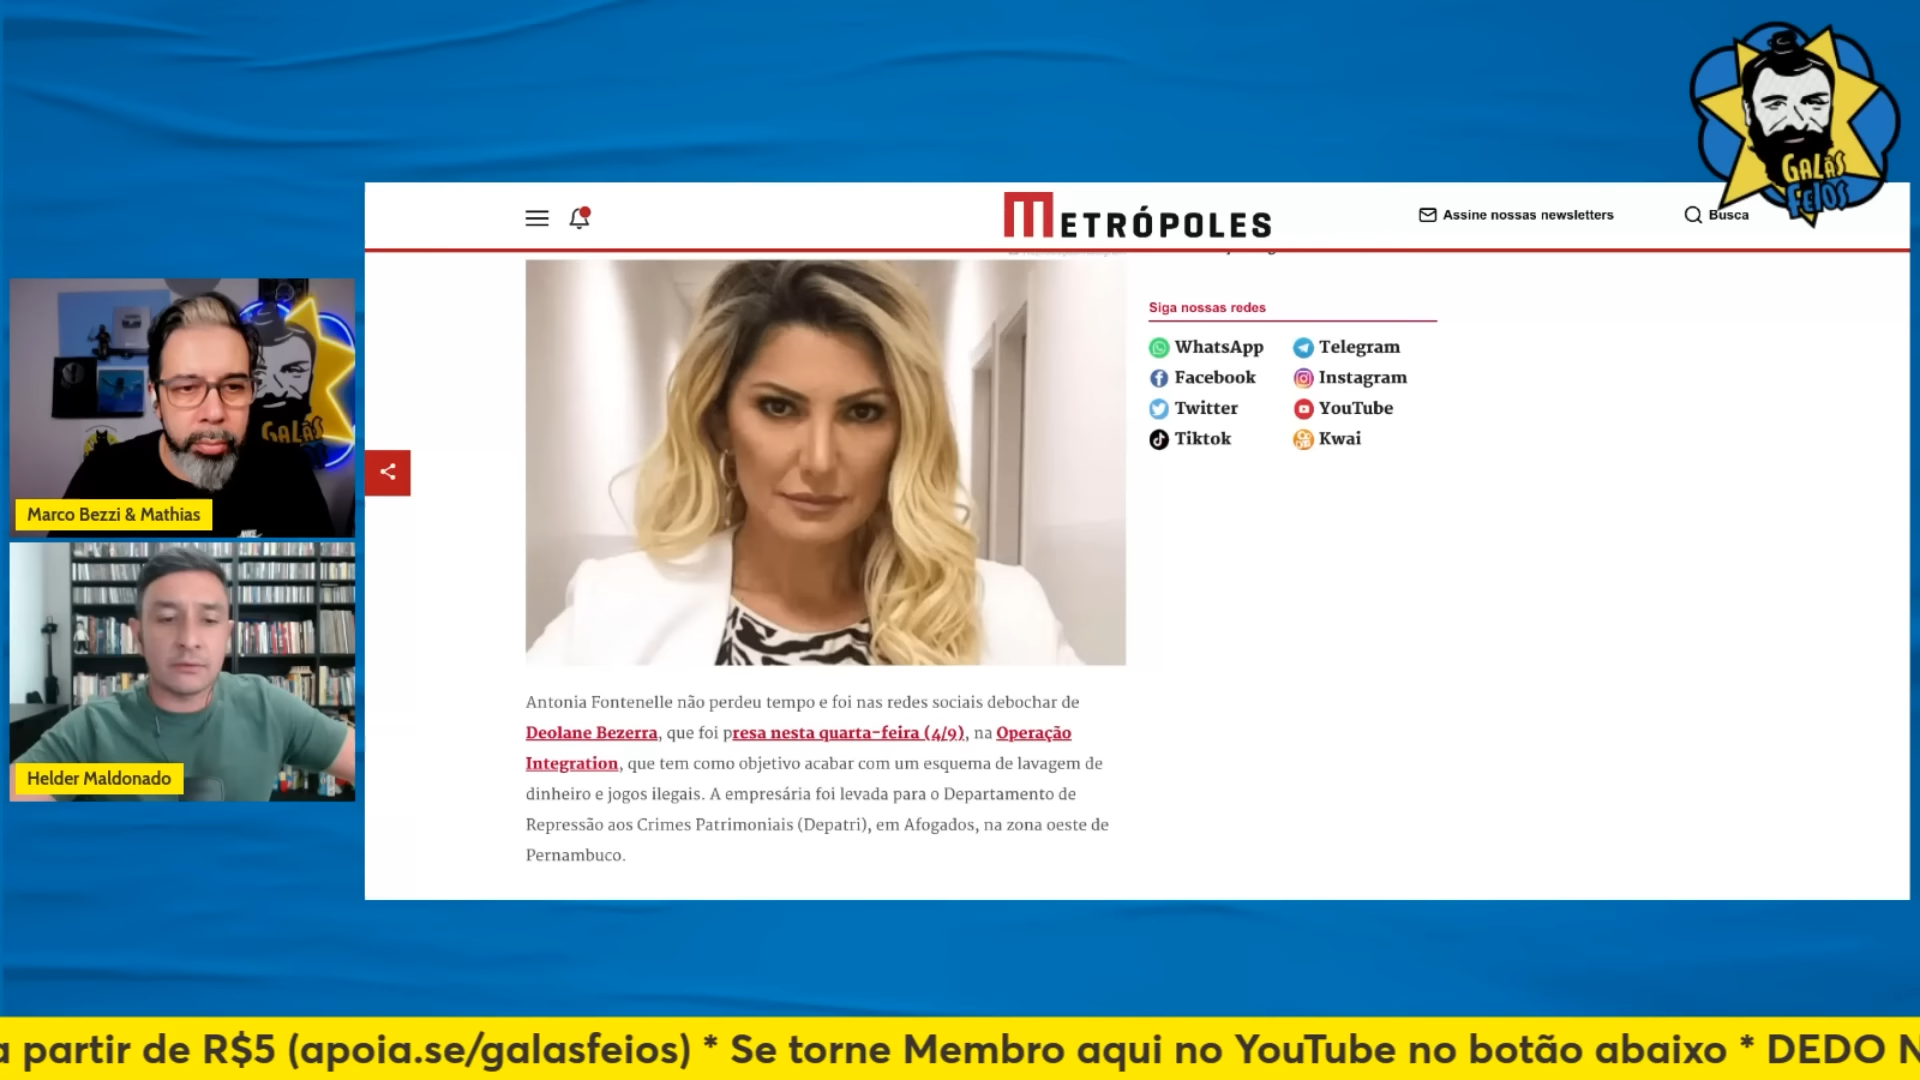 GALÃS
FEIOS
METRÓPOLES
Assine nossas newsletters
Busca
Siga nossas redes
WhatsApp
Telegram
Facebook
Instagram
Twitter
YouTube
Tiktok
Kwai
GALÃS
Marco Bezzi & Mathias
Helder Maldonado
Antonia Fontenelle não perdeu tempo e foi nas redes sociais debochar de
Deolane Bezerra, que foi presa nesta quarta-feira (4/9), na Operação
Integration, que tem como objetivo acabar com um esquema de lavagem de
dinheiro e jogos ilegais. A empresária foi levada para o Departamento de
Repressão aos Crimes Patrimoniais (Depatri), em Afogados, na zona oeste de
Pernambuco.
a partir de R$5 (apoia.se/galasfeios) * Se torne Membro aqui no YouTube no botão abaixo * DEDO N